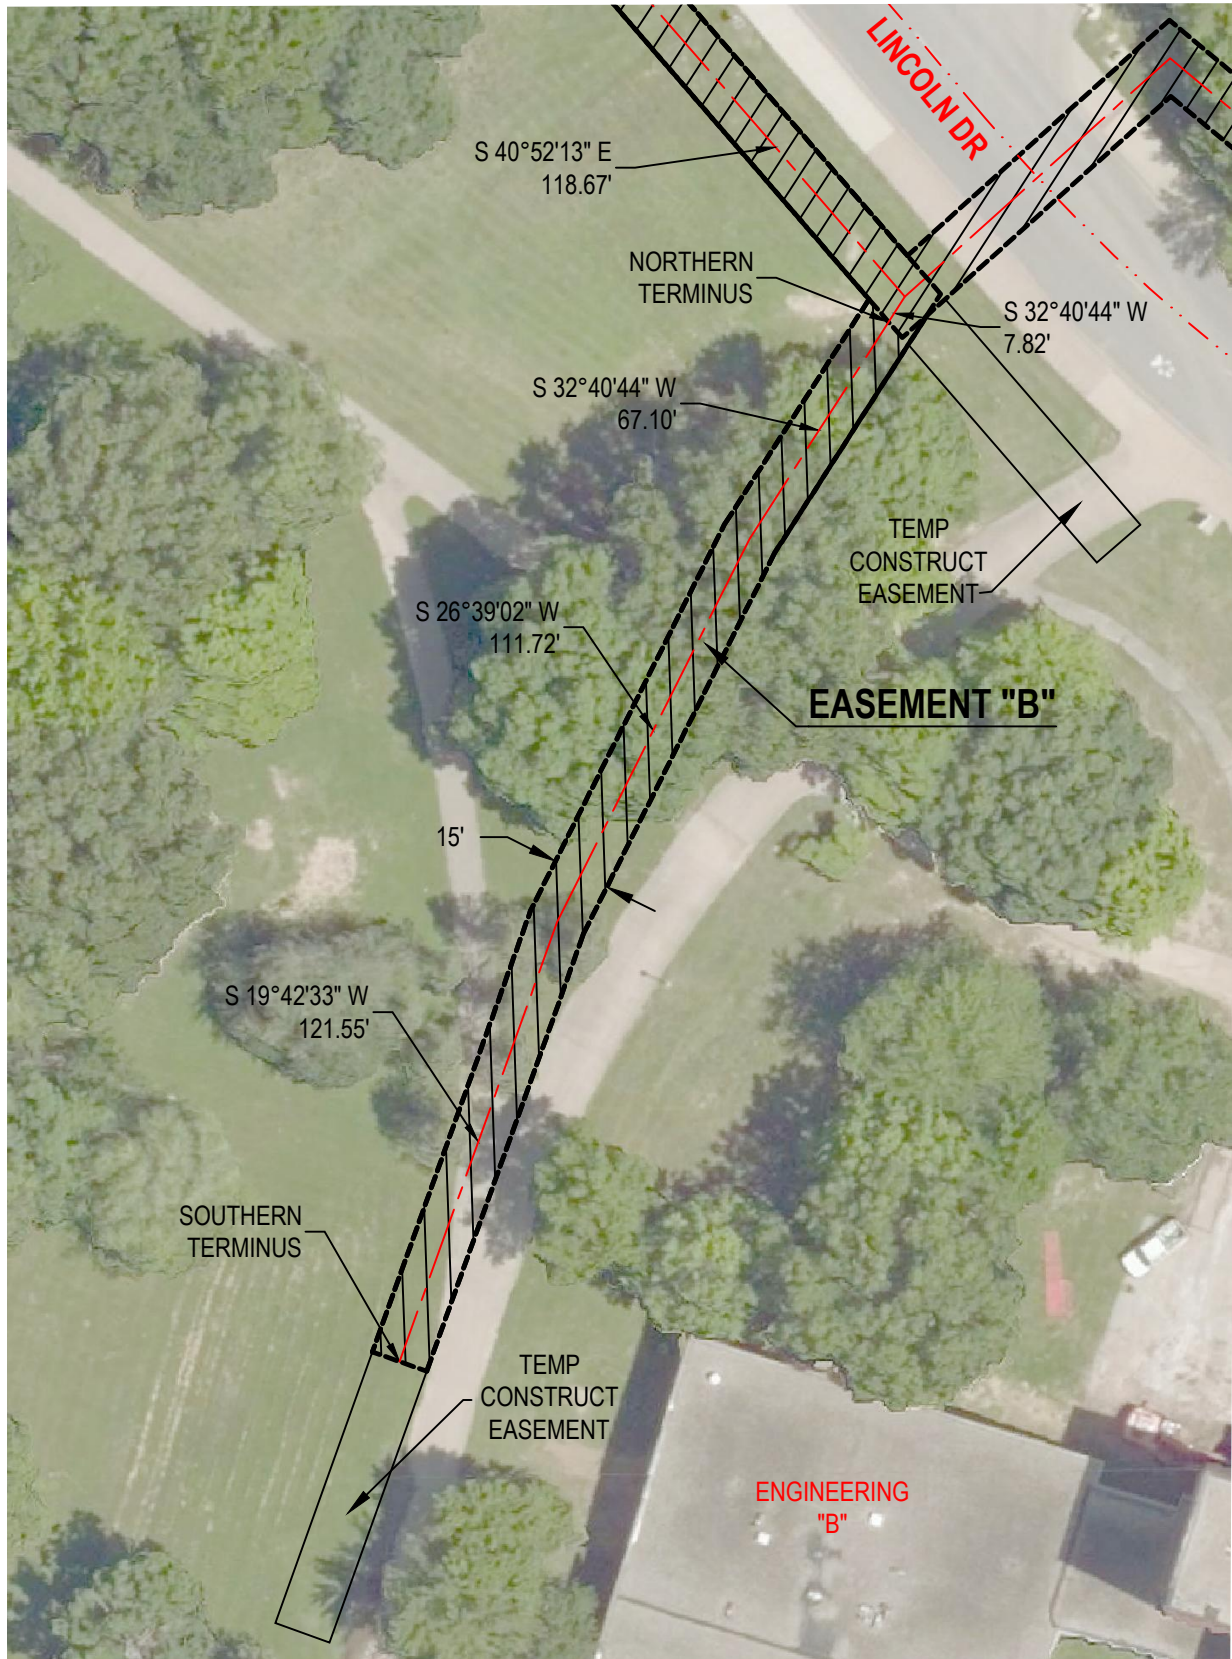 LINCOLN DR
S 40°52'13" E
118.67'
NORTHERN
TERMINUS
S 32°40'44" W
7.82'
S 32°40'44" W
67.10'
TEMP
CONSTRUCT
EASEMENT
S 26°39'02" W
111.72'
EASEMENT "B"
15'
S 19°42'33" W
121.55'
SOUTHERN
TERMINUS
TEMP
CONSTRUCT
EASEMENT
ENGINEERING
"B"